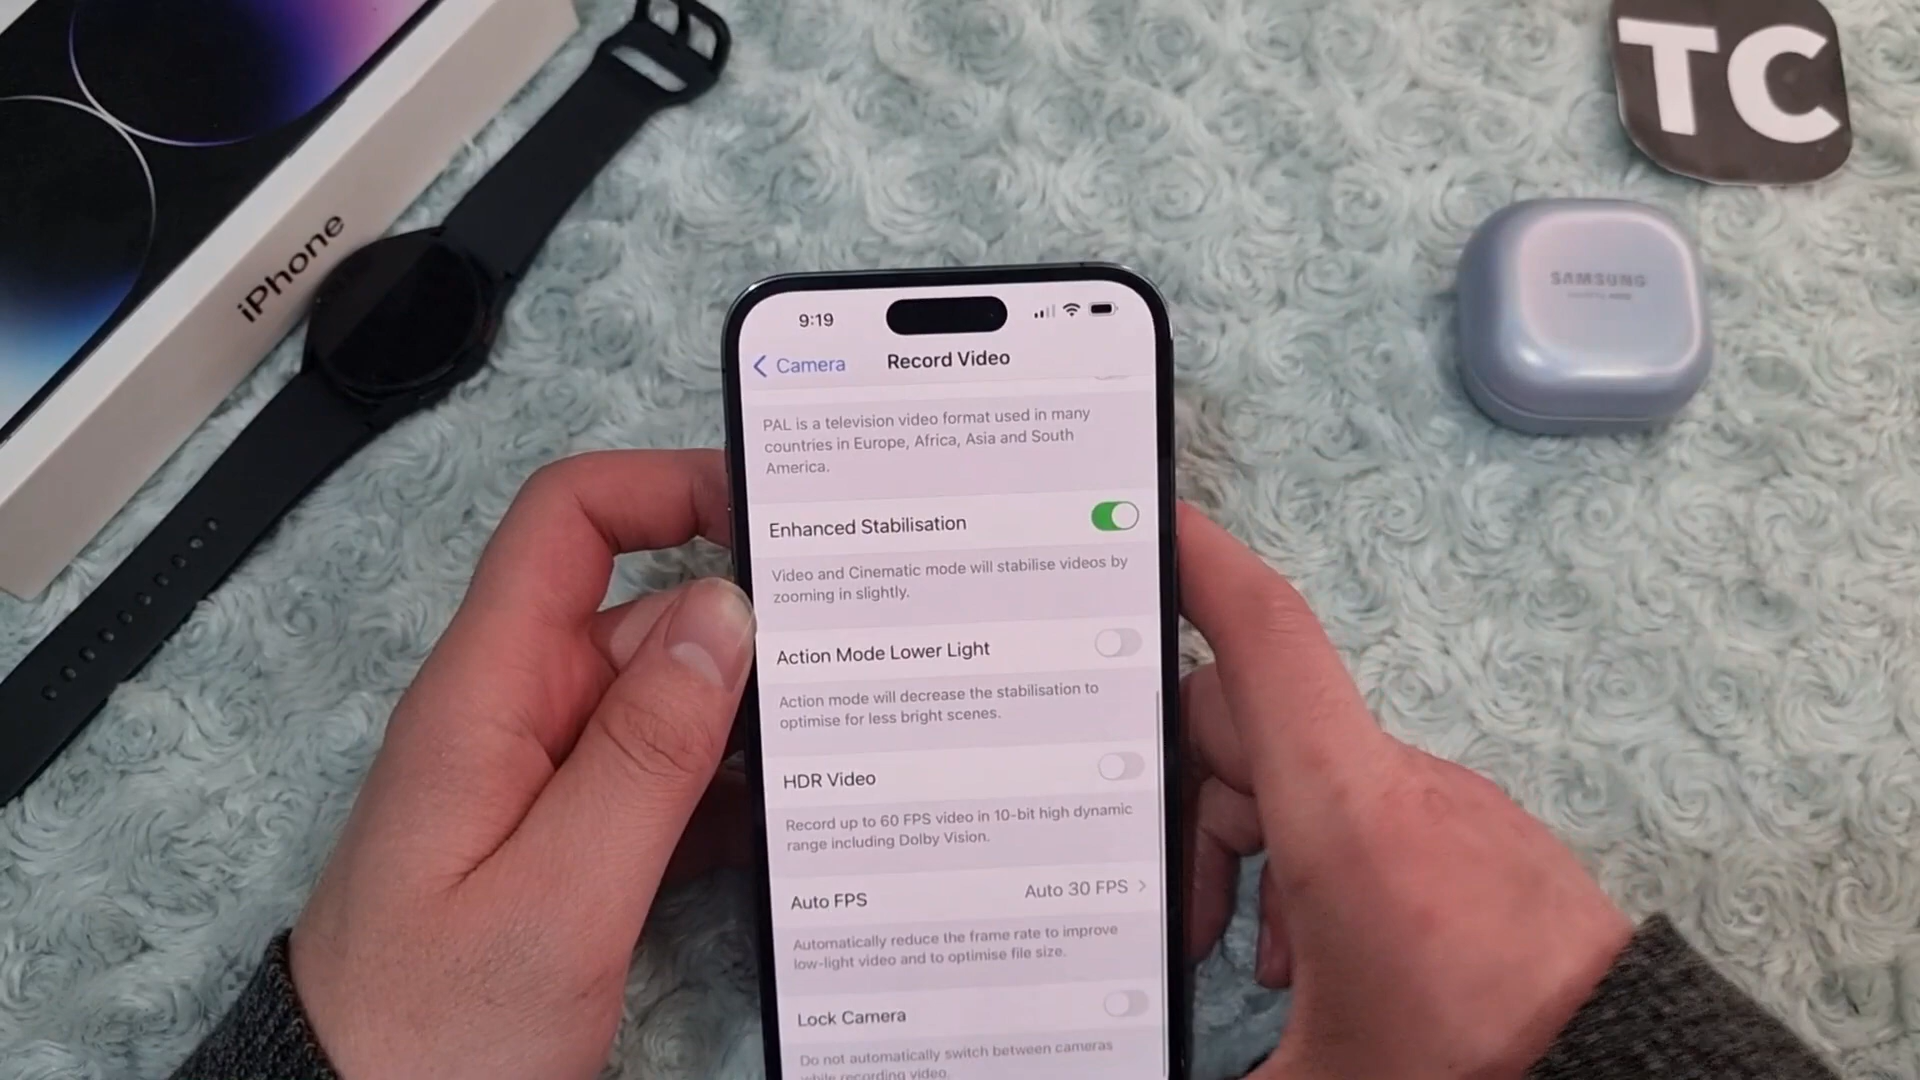 TC
iPhone
SAMSUNG
9:19
Camera
Record Video
PAL is a television video format used in many
countries in Europe, Africa, Asia and South
America.
Enhanced Stabilisation
Video and Cinematic mode will stabilise videos by
zooming in slightly.
Action Mode Lower Light
Action mode will decrease the stabilisation to
optimise for less bright scenes.
HDR Video
Record up to 60 FPS video in 10-bit high dynamic
range including Dolby Vision.
Auto FPS
Auto 30 FPS
Automatically reduce the frame rate to improve
low-light video and to optimise file size.
Lock Camera
Do not automatically switch between cameras
while recording video.